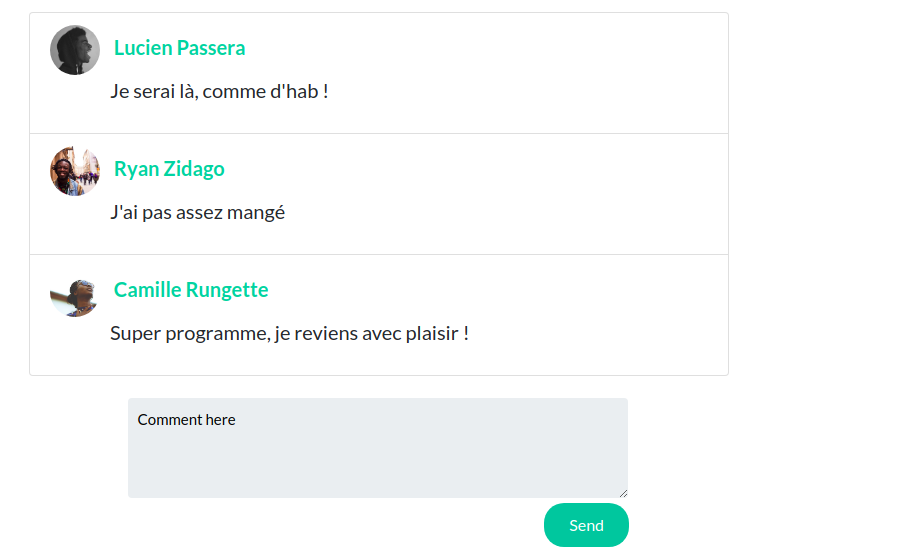 Lucien Passera
Je serai là, comme d'hab !
Ryan Zidago
J'ai pas assez mangé
Camille Rungette
Super programme, je reviens avec plaisir !
Comment here
Send